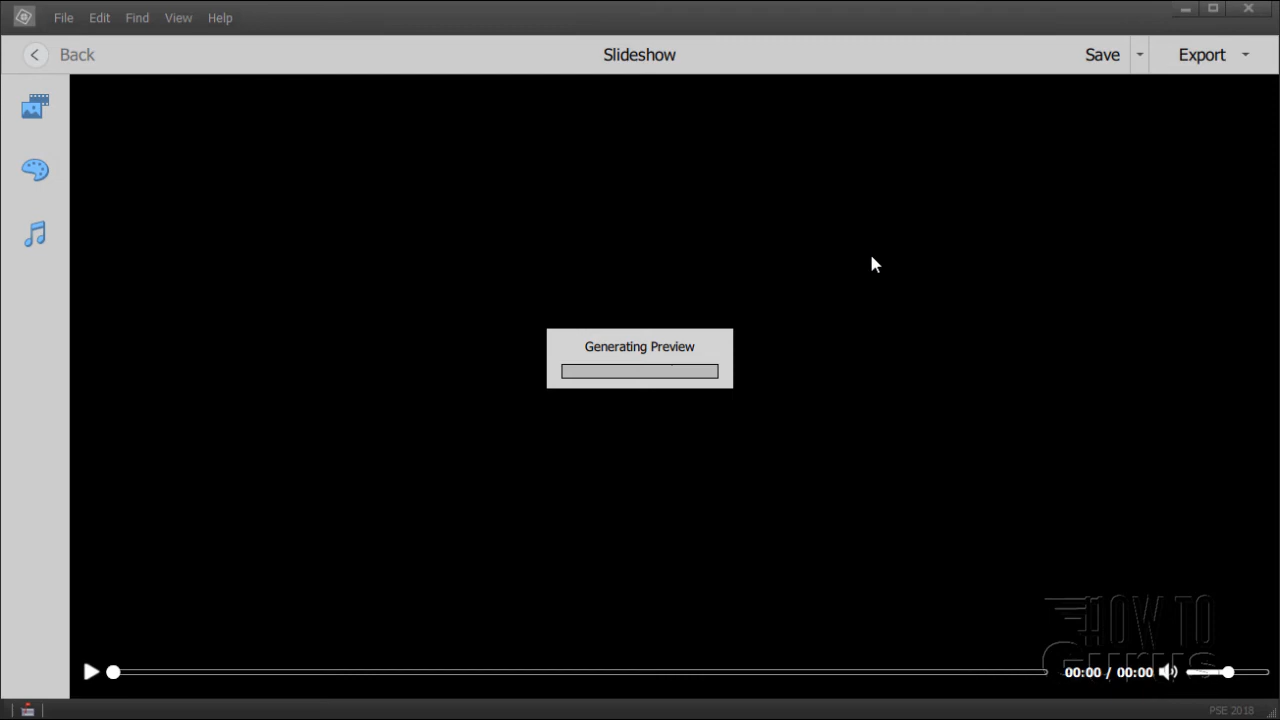 File Edit Find View Help
Back
Slideshow
Save
Export
Generating Preview
HOW TO
Gurus
00:00 / 00:00
PSE 2018